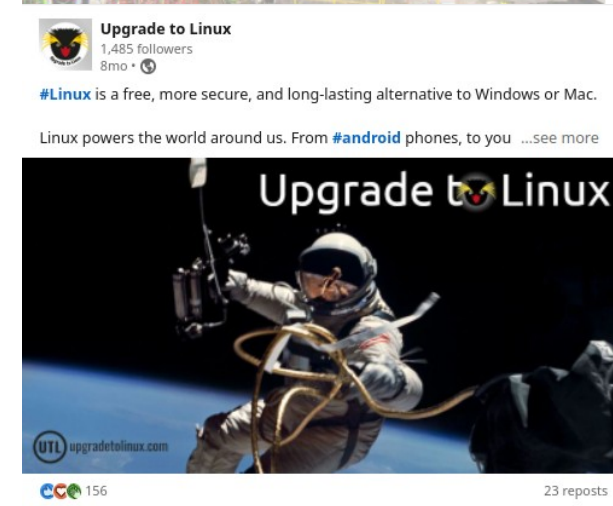 Upgrade to Linux
1,485 followers
8mo •
#Linux is a free, more secure, and long-lasting alternative to Windows or Mac.
Linux powers the world around us. From #android phones, to you ...see more
Upgrade to Linux
UTL upgradetolinux.com
156
23 reposts